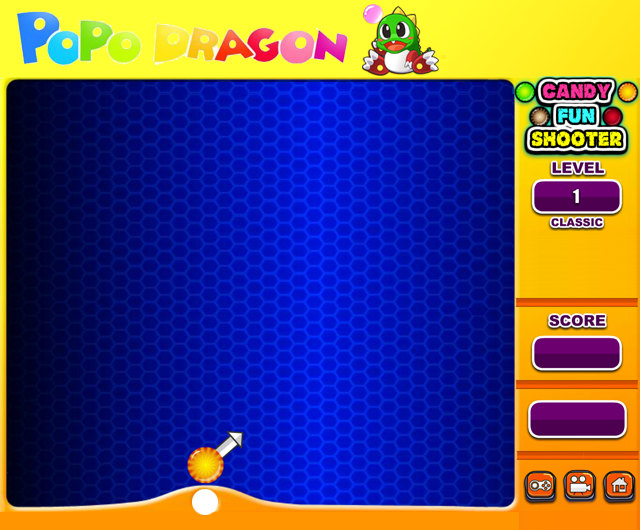 POPO DRAGON
CANDY
FUN
SHOOTER
LEVEL
1
CLASSIC
SCORE